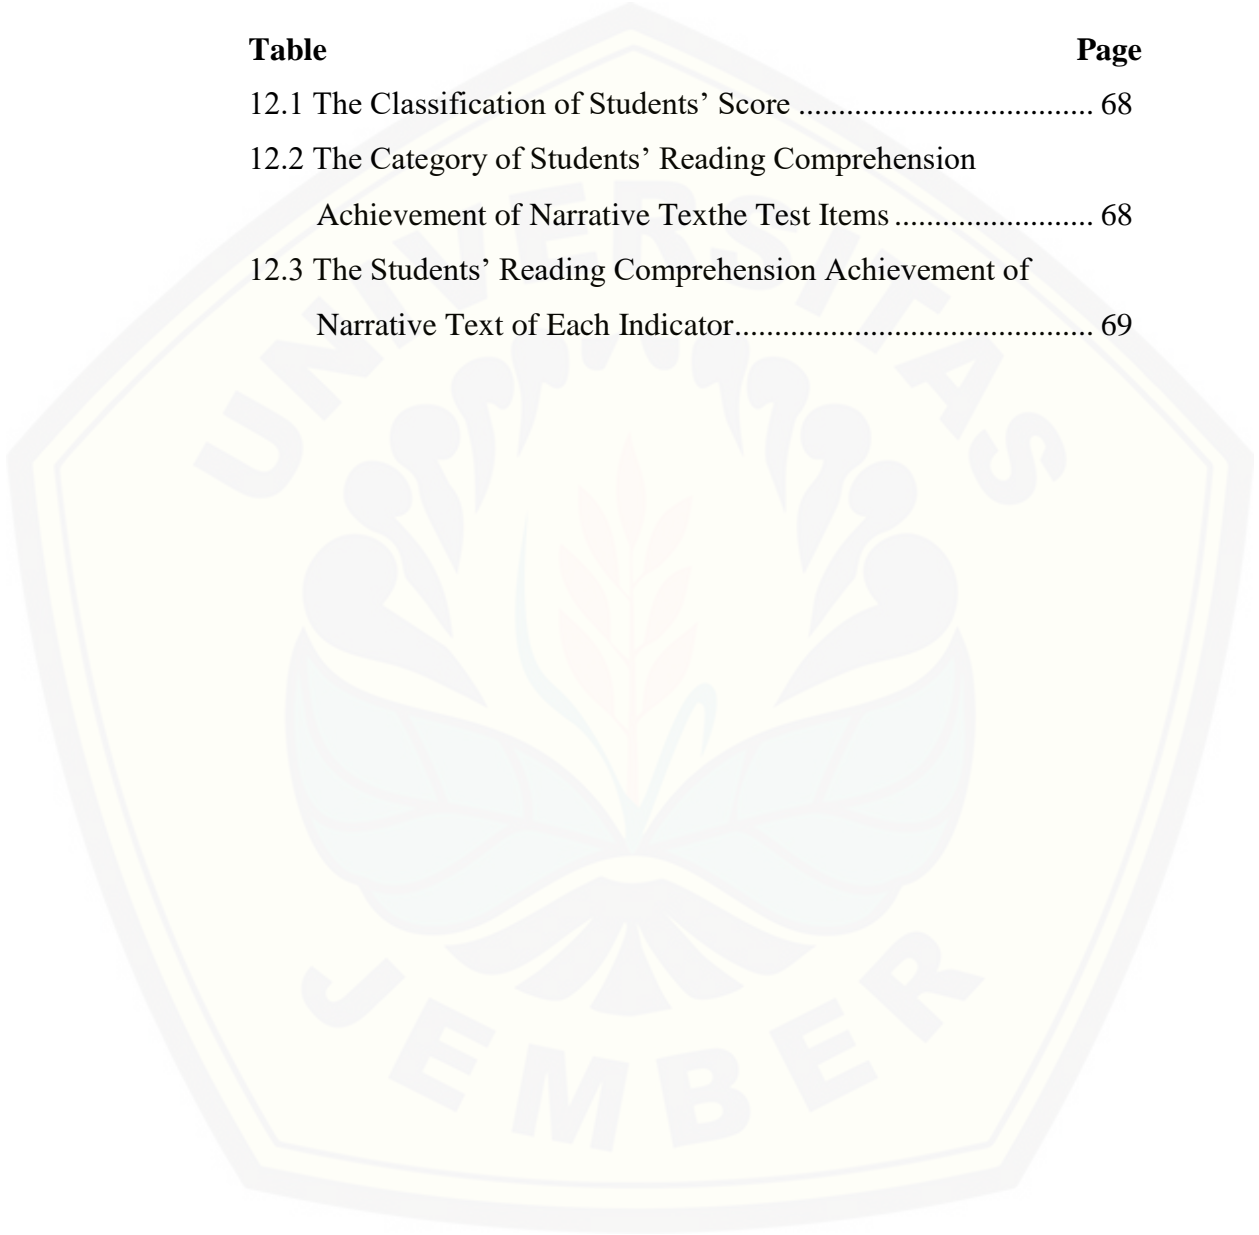 Table Page
12.1 The Classification of Students’ Score ..................................... 68
12.2 The Category of Students’ Reading Comprehension
Achievement of Narrative Texthe Test Items ......................... 68
12.3 The Students’ Reading Comprehension Achievement of
Narrative Text of Each Indicator............................................. 69
UNIVERSITAS
JEMBER